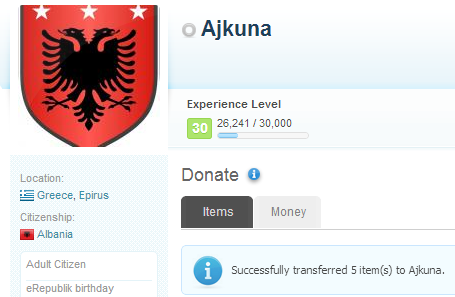 Ajkuna
Experience Level
30
26,241 / 30,000
Location:
Greece, Epirus
Citizenship:
Albania
Adult Citizen
eRepublik birthday
Donate
Items
Money
Successfully transferred 5 item(s) to Ajkuna.